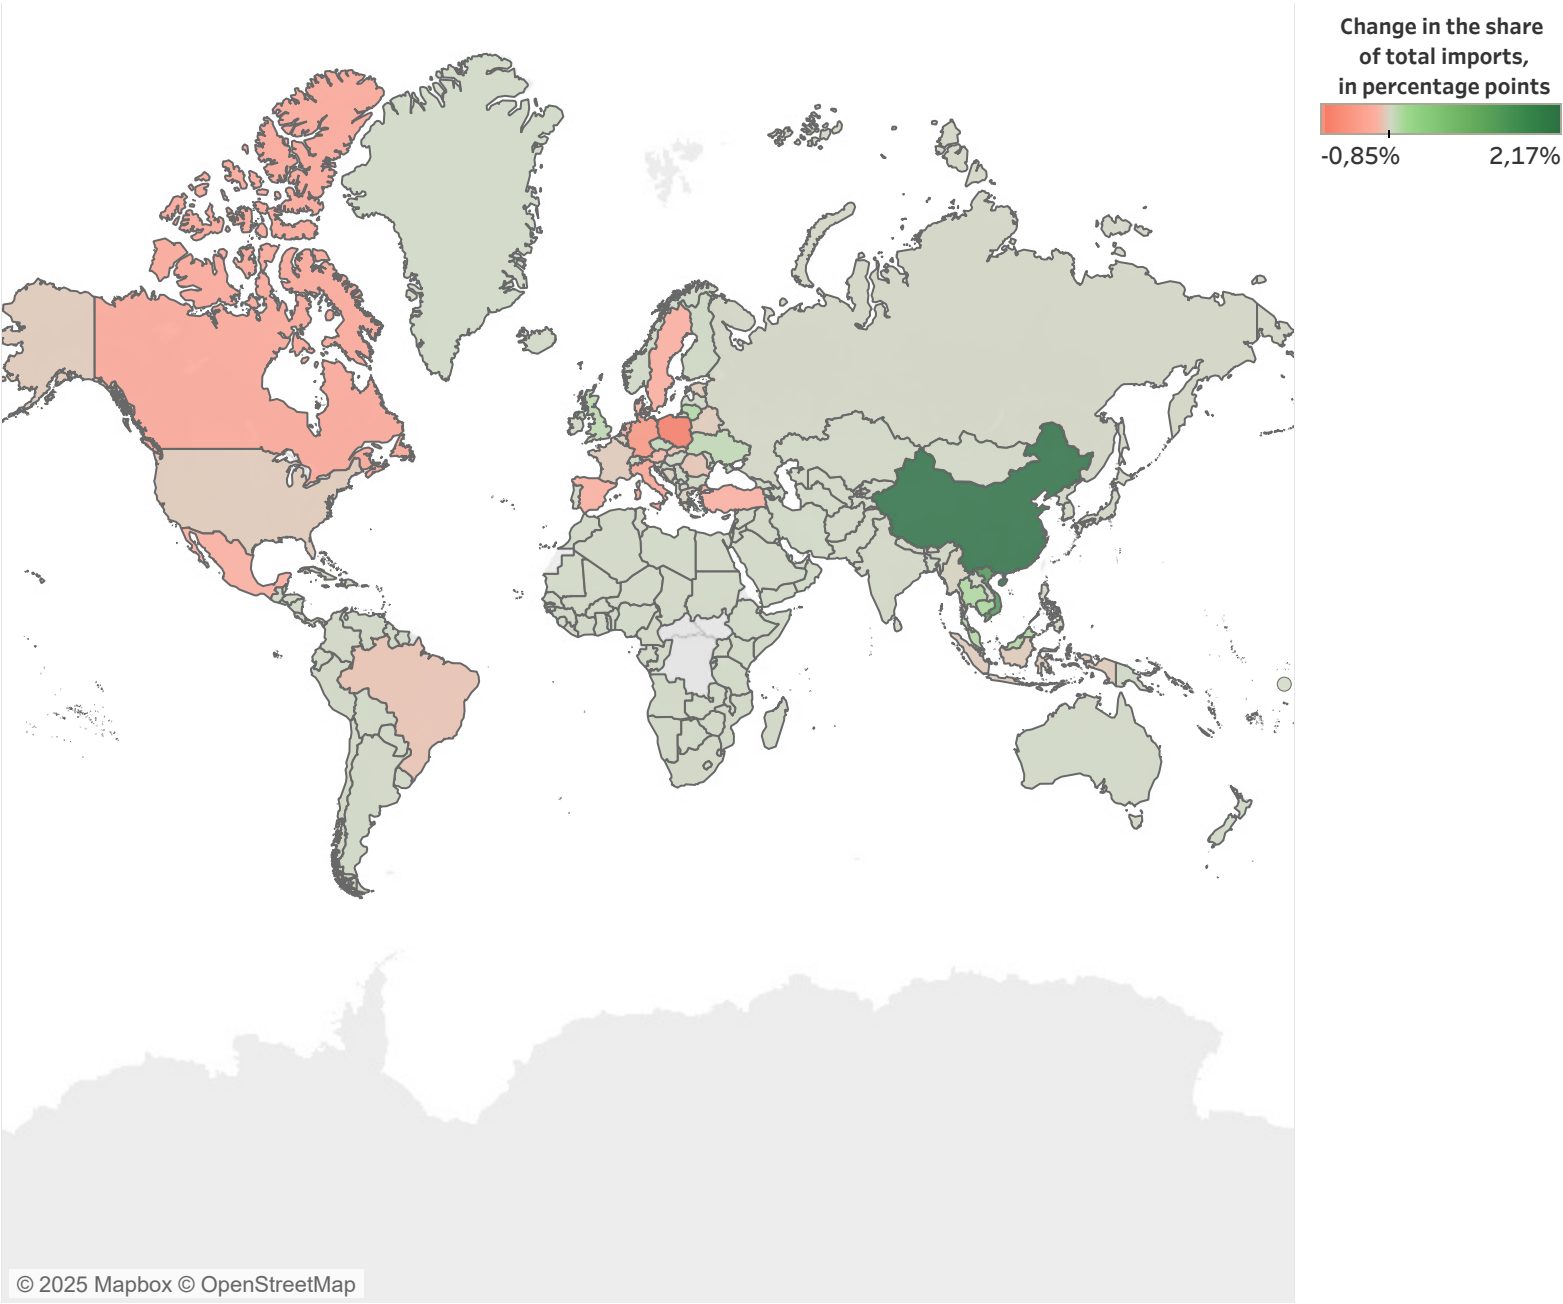 Change in the share
of total imports,
in percentage points
-0,85%
2,17%
© 2025 Mapbox © OpenStreetMap